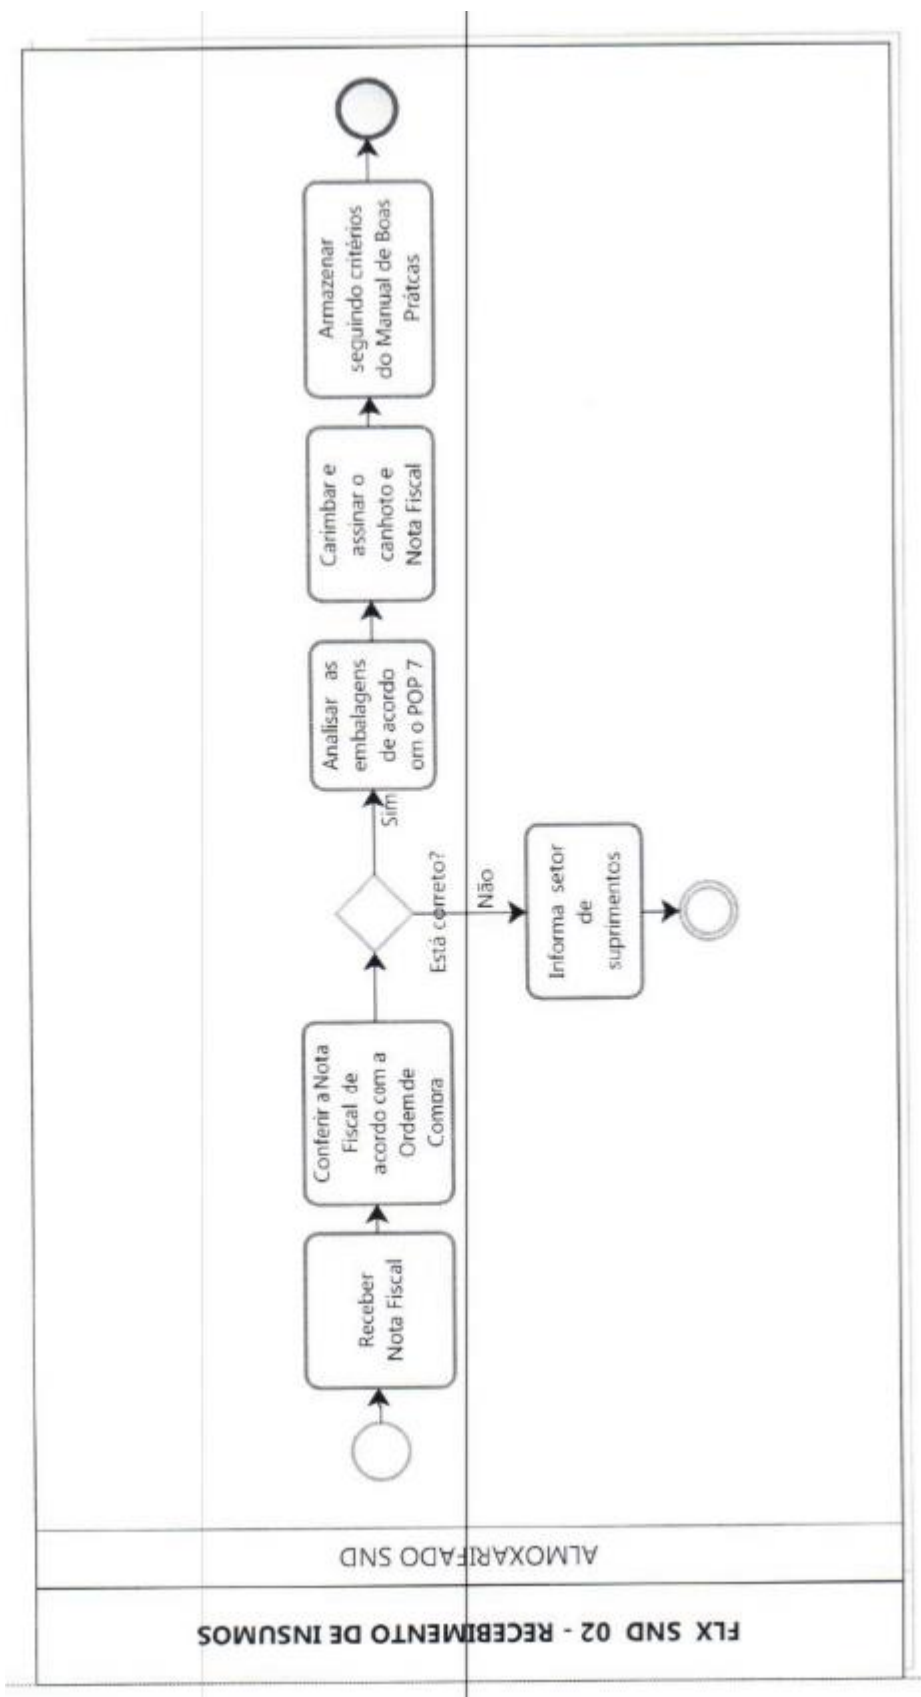 FLX SND 02 - RECEBIMENTO DE INSUMOS
ALMOXARIFADO SND
Receber
Nota Fiscal
Conferir a Nota
Fiscal de
acordo com a
Ordem de
Compra
Está correto?
Sim
Analisar as
embalagens
de acordo
om o POP 7
Carimbar e
assinar o
canhoto e
Nota Fiscal
Armazenar
seguindo critérios
do Manual de Boas
Prátcas
Não
Informa setor
de
suprimentos